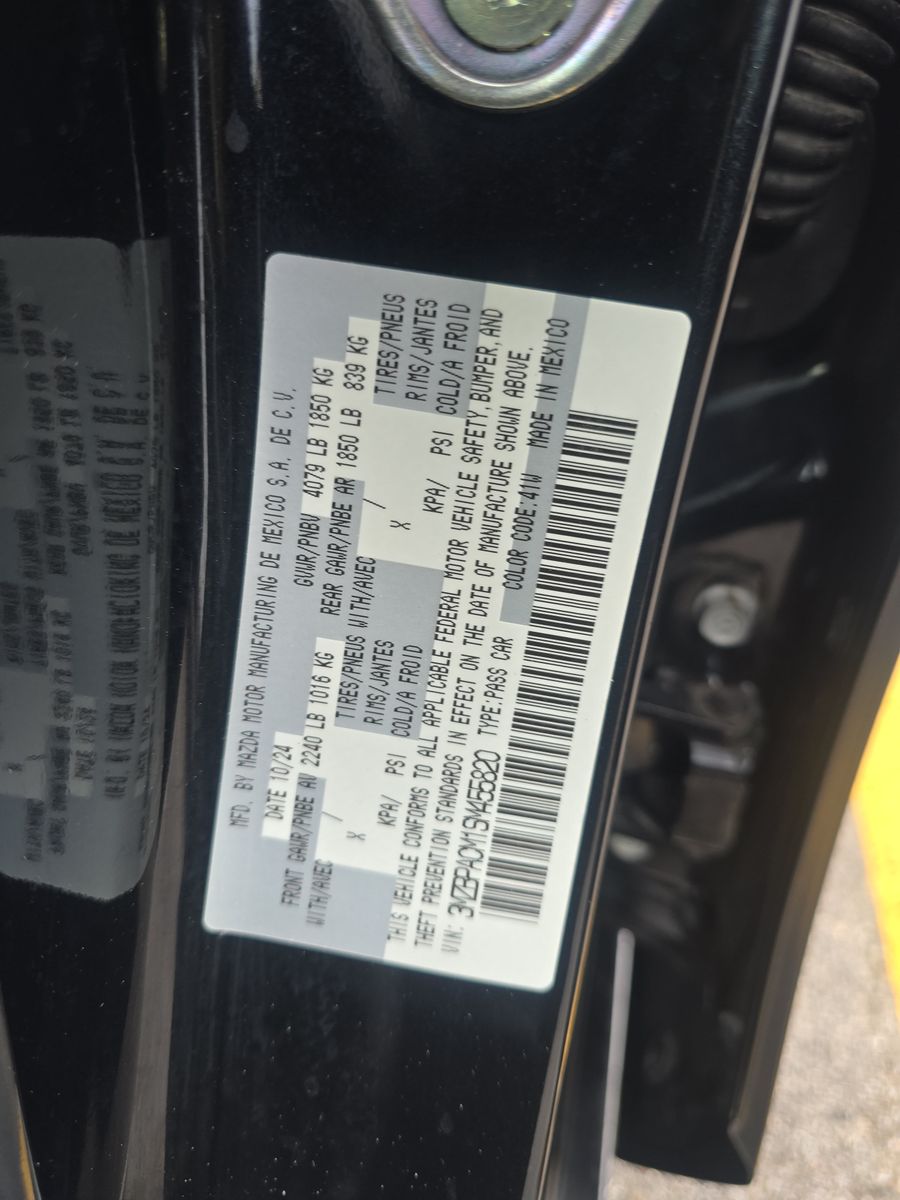 MFD. BY MAZDA MOTOR MANUFACTURING DE MEXICO S.A. DE C.V.
DATE 10/24 GVWR/PNBV 4079 LB 1850 KG
FRONT GAWR/PNBE AV 2240 LB 1016 KG REAR GAWR/PNBE AR 1850 LB 839 KG
WITH/AVEC / TIRES/PNEUS WITH/AVEC / TIRES/PNEUS
X RIMS/JANTES X RIMS/JANTES
KPA/ PSI COLD/A FROID KPA/ PSI COLD/A FROID
THIS VEHICLE CONFORMS TO ALL APPLICABLE FEDERAL MOTOR VEHICLE SAFETY, BUMPER, AND
THEFT PREVENTION STANDARDS IN EFFECT ON THE DATE OF MANUFACTURE SHOWN ABOVE.
VIN: 3MZBPACM1SM455820 TYPE:PASS CAR COLOR CODE:41W MADE IN MEXICO